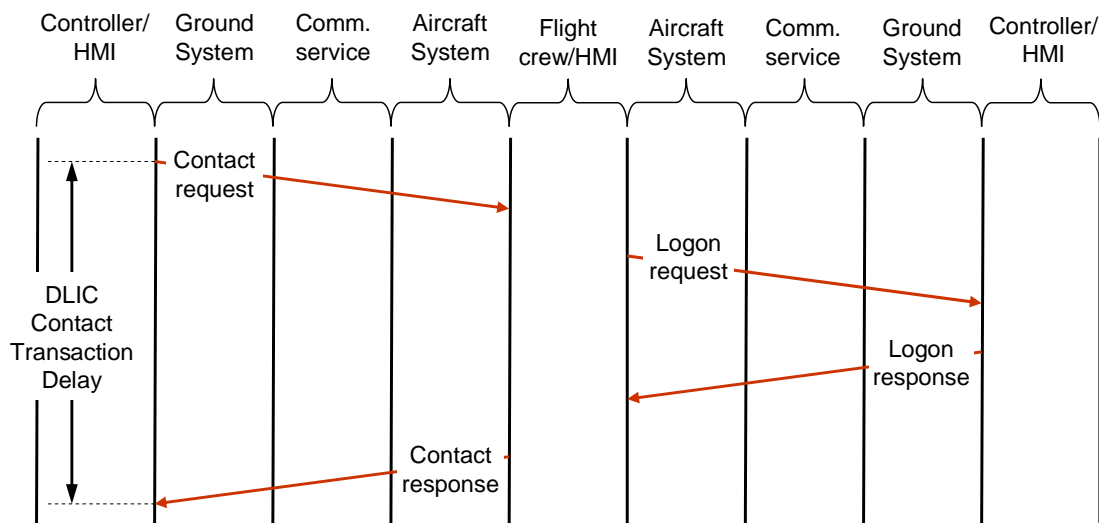 Controller/
HMI
Ground
System
Comm.
service
Aircraft
System
Flight
crew/HMI
Aircraft
System
Comm.
service
Ground
System
Controller/
HMI
Contact
request
Logon
request
DLIC
Contact
Transaction
Delay
Logon
response
Contact
response